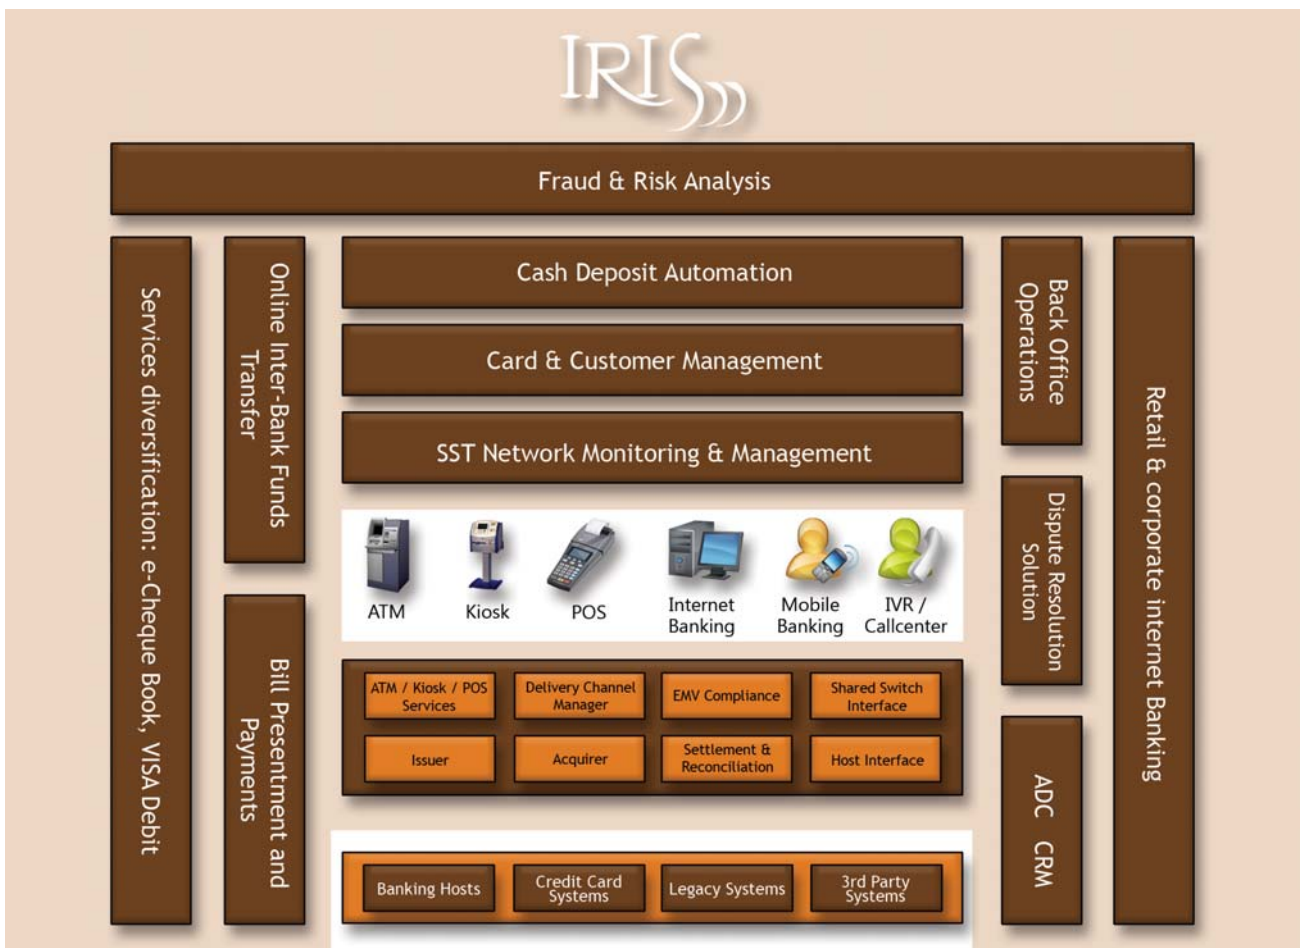 IRIS
Fraud & Risk Analysis
Services diversification: e-Cheque Book, VISA Debit
Online Inter-Bank Funds
Transfer
Bill Presentment and
Payments
Cash Deposit Automation
Card & Customer Management
SST Network Monitoring & Management
ATM
Kiosk
POS
Internet
Banking
Mobile
Banking
IVR /
Callcenter
ATM / Kiosk / POS
Services
Delivery Channel
Manager
EMV Compliance
Shared Switch
Interface
Issuer
Acquirer
Settlement &
Reconciliation
Host Interface
Banking Hosts
Credit Card
Systems
Legacy Systems
3rd Party
Systems
Back Office
Operations
Dispute Resolution
Solution
ADC CRM
Retail & corporate internet Banking